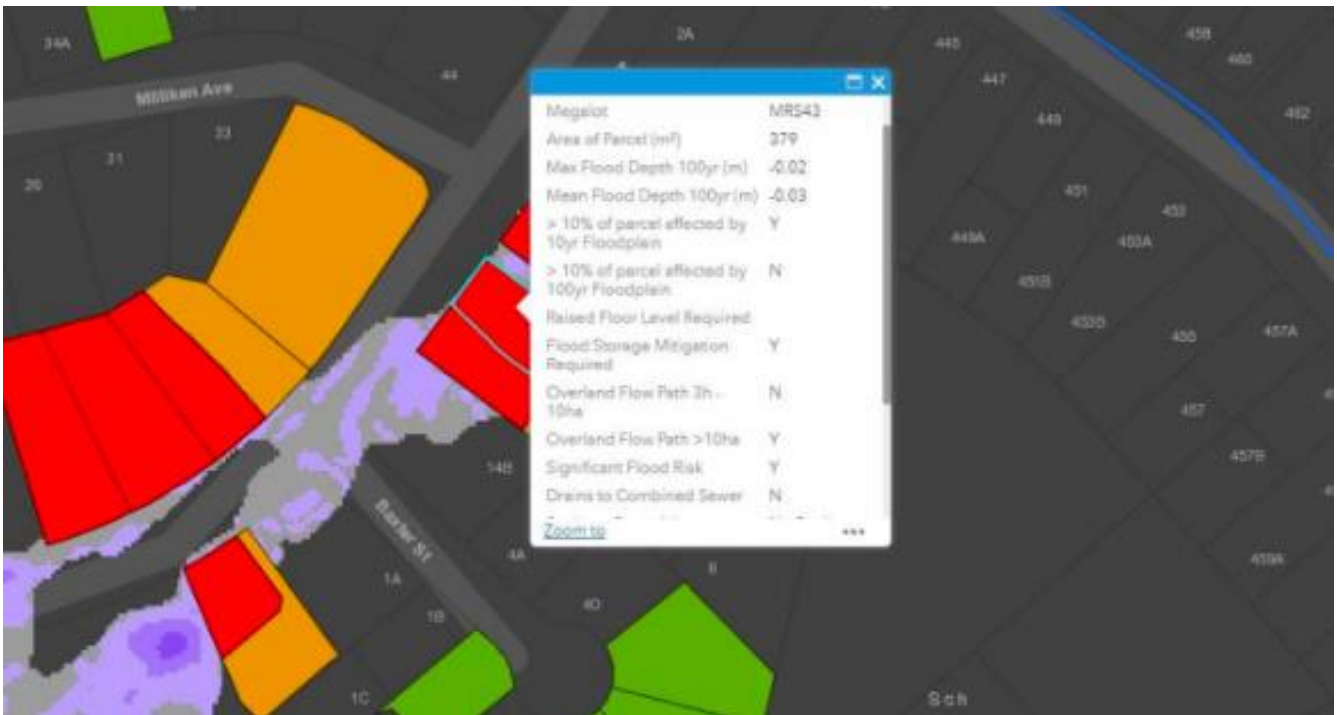 34A
Millikan Ave
44
2A
445
447
449
451
453
458
460
462
33
31
29
449A
453A
451B
453B
455
457A
457
457B
459A
Megalot MRS43
Area of Parcel (m²) 379
Max Flood Depth 100yr (m) -0.02
Mean Flood Depth 100yr (m) -0.03
> 10% of parcel effected by Y
10yr Floodplain
> 10% of parcel effected by N
100yr Floodplain
Raised Floor Level Required
Flood Storage Mitigation Y
Required
Overland Flow Path 3h - N
10ha
Overland Flow Path >10ha Y
Significant Flood Risk Y
Drains to Combined Sewer N
Zoom to
14B
Baxter St
4A
1A
1B
4D
1C
Sch